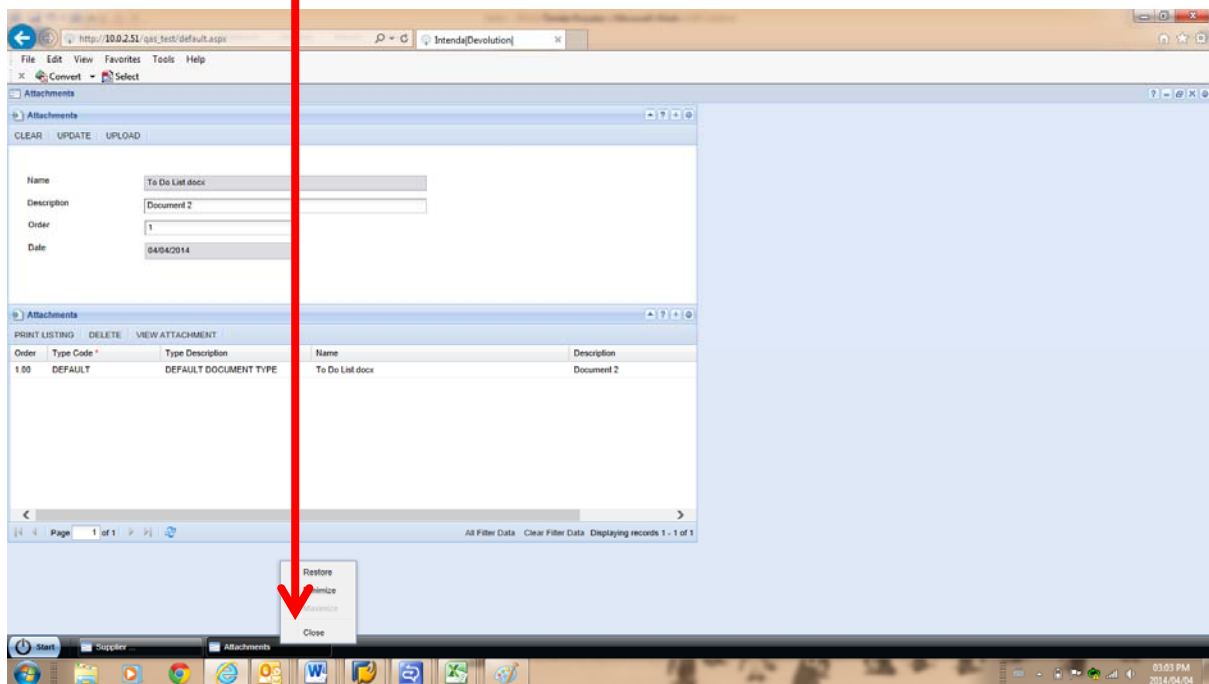 http://10.0.2.51/qas_test/default.aspx
Intenda|Devolution|
File Edit View Favorites Tools Help
Convert Select
Attachments
Attachments
CLEAR UPDATE UPLOAD
Name To Do List.docx
Description Document 2
Order 1
Date 04/04/2014
Attachments
PRINT LISTING DELETE VIEW ATTACHMENT
Order Type Code * Type Description Name Description
1.00 DEFAULT DEFAULT DOCUMENT TYPE To Do List.docx Document 2
Page 1 of 1 All Filter Data Clear Filter Data Displaying records 1 - 1 of 1
Restore
Maximize
Close
Start Supplier ... Attachments
03:03 PM
2014/04/04